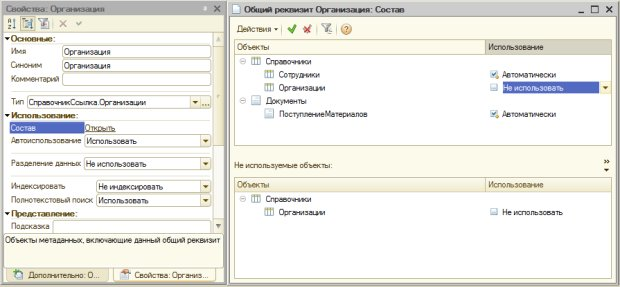 Свойства: Организация
Основные:
Имя Организация
Синоним Организация
Комментарий
Тип СправочникСсылка.Организации
Использование:
Состав Открыть
Автоиспользование Использовать
Разделение данных Не использовать
Индексировать Не индексировать
Полнотекстовый поиск Использовать
Представление:
Подсказка
Объекты метаданных, включающие данный общий реквизит
Дополнительно: О... Свойства: Организ...
Общий реквизит Организация: Состав
Действия
Объекты Использование
Справочники
Сотрудники Автоматически
Организации Не использовать
Документы
ПоступлениеМатериалов Автоматически
Не используемые объекты:
Объекты Использование
Справочники
Организации Не использовать